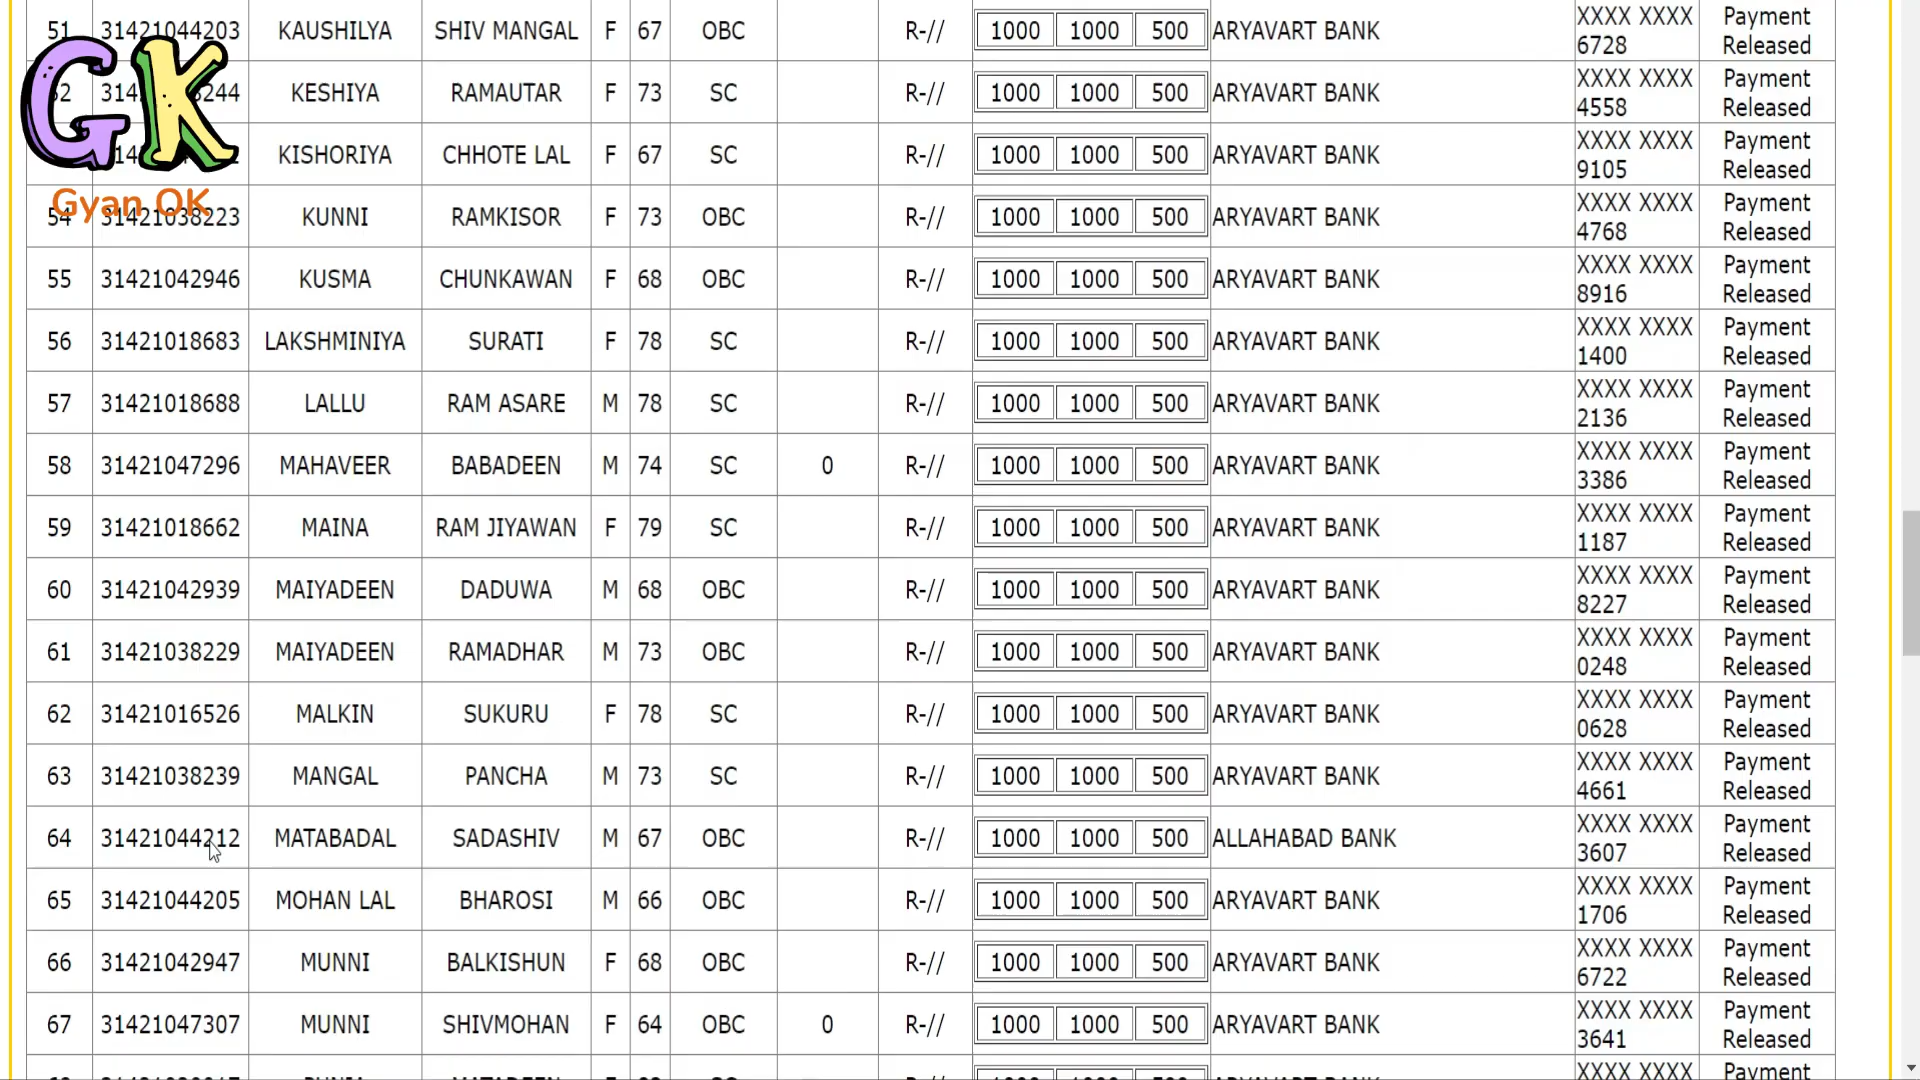 51 31421044203 KAUSHILYA SHIV MANGAL F 67 OBC R-// 1000 1000 500 ARYAVART BANK XXXX XXXX 6728 Payment Released
KESHIYA RAMAUTAR F 73 SC R-// 1000 1000 500 ARYAVART BANK XXXX XXXX 4558 Payment Released
KISHORIYA CHHOTE LAL F 67 SC R-// 1000 1000 500 ARYAVART BANK XXXX XXXX 9105 Payment Released
GK
Gyan OK
54 31421038223 KUNNI RAMKISOR F 73 OBC R-// 1000 1000 500 ARYAVART BANK XXXX XXXX 4768 Payment Released
55 31421042946 KUSMA CHUNKAWAN F 68 OBC R-// 1000 1000 500 ARYAVART BANK XXXX XXXX 8916 Payment Released
56 31421018683 LAKSHMINIYA SURATI F 78 SC R-// 1000 1000 500 ARYAVART BANK XXXX XXXX 1400 Payment Released
57 31421018688 LALLU RAM ASARE M 78 SC R-// 1000 1000 500 ARYAVART BANK XXXX XXXX 2136 Payment Released
58 31421047296 MAHAVEER BABADEEN M 74 SC 0 R-// 1000 1000 500 ARYAVART BANK XXXX XXXX 3386 Payment Released
59 31421018662 MAINA RAM JIYAWAN F 79 SC R-// 1000 1000 500 ARYAVART BANK XXXX XXXX 1187 Payment Released
60 31421042939 MAIYADEEN DADUWA M 68 OBC R-// 1000 1000 500 ARYAVART BANK XXXX XXXX 8227 Payment Released
61 31421038229 MAIYADEEN RAMADHAR M 73 OBC R-// 1000 1000 500 ARYAVART BANK XXXX XXXX 0248 Payment Released
62 31421016526 MALKIN SUKURU F 78 SC R-// 1000 1000 500 ARYAVART BANK XXXX XXXX 0628 Payment Released
63 31421038239 MANGAL PANCHA M 73 SC R-// 1000 1000 500 ARYAVART BANK XXXX XXXX 4661 Payment Released
64 31421044212 MATABADAL SADASHIV M 67 OBC R-// 1000 1000 500 ALLAHABAD BANK XXXX XXXX 3607 Payment Released
65 31421044205 MOHAN LAL BHAROSI M 66 OBC R-// 1000 1000 500 ARYAVART BANK XXXX XXXX 1706 Payment Released
66 31421042947 MUNNI BALKISHUN F 68 OBC R-// 1000 1000 500 ARYAVART BANK XXXX XXXX 6722 Payment Released
67 31421047307 MUNNI SHIVMOHAN F 64 OBC 0 R-// 1000 1000 500 ARYAVART BANK XXXX XXXX 3641 Payment Released
XXXX XXXX Payment